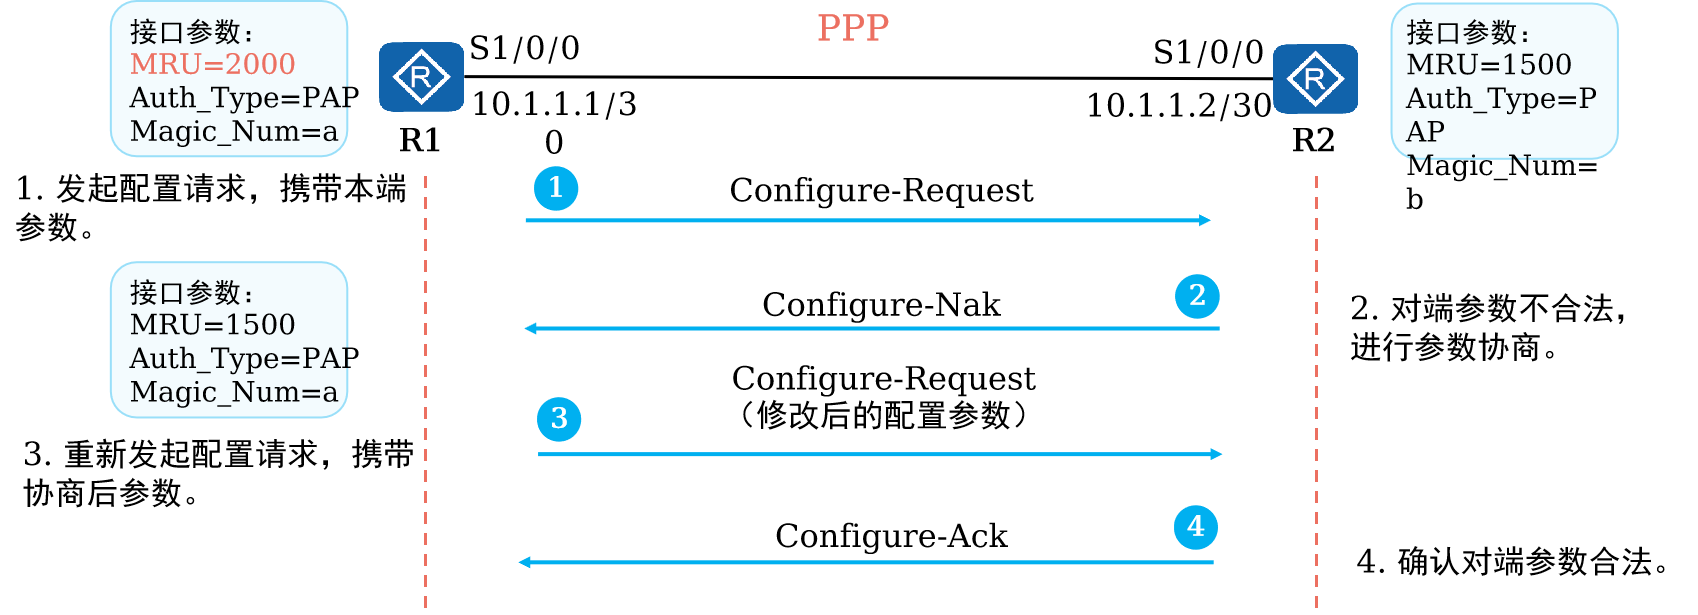 接口参数：
MRU=2000
Auth_Type=PAP
Magic_Num=a
S1/0/0
10.1.1.1/3
0
R
R1
PPP
S1/0/0
10.1.1.2/30
R
R2
接口参数：
MRU=1500
Auth_Type=P
AP
Magic_Num=
b
1. 发起配置请求，携带本端
参数。
1
Configure-Request
接口参数：
MRU=1500
Auth_Type=PAP
Magic_Num=a
Configure-Nak
2
2. 对端参数不合法，
进行参数协商。
3. 重新发起配置请求，携带
协商后参数。
3
Configure-Request
（修改后的配置参数）
Configure-Ack
4
4. 确认对端参数合法。